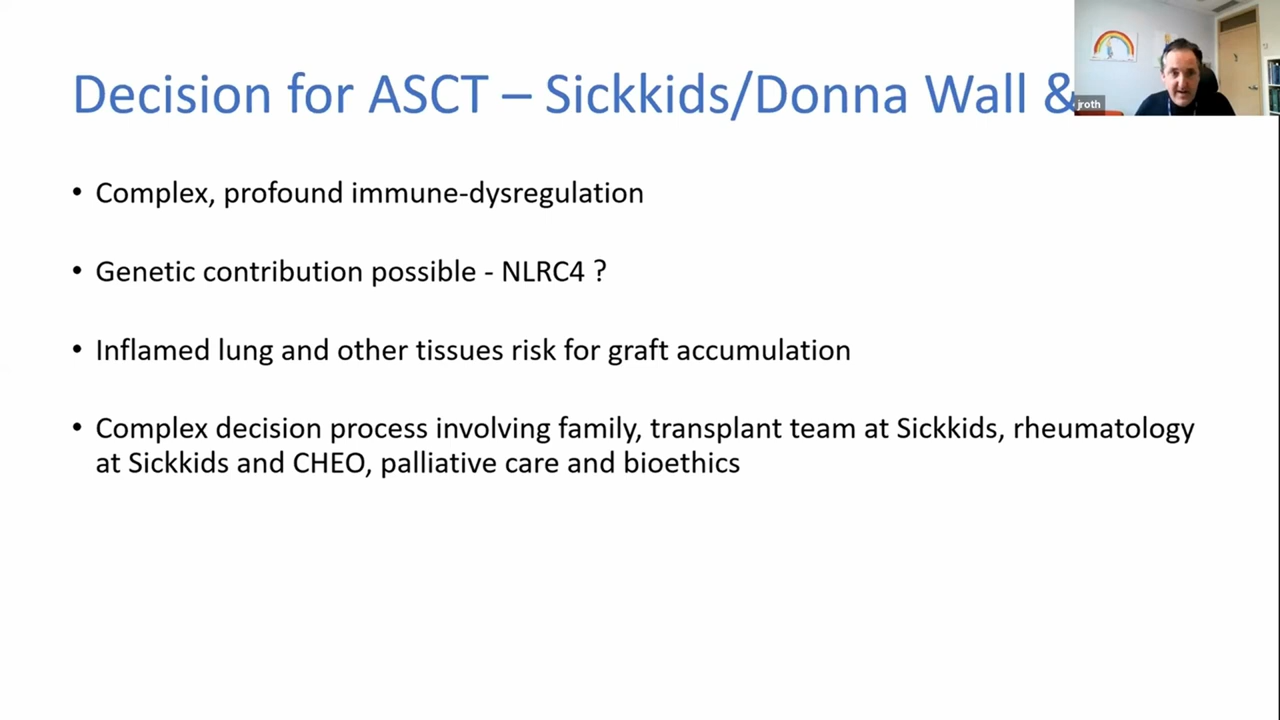 Decision for ASCT – Sickkids/Donna Wall &
jroth
• Complex, profound immune-dysregulation
• Genetic contribution possible - NLRC4 ?
• Inflamed lung and other tissues risk for graft accumulation
• Complex decision process involving family, transplant team at Sickkids, rheumatology
at Sickkids and CHEO, palliative care and bioethics